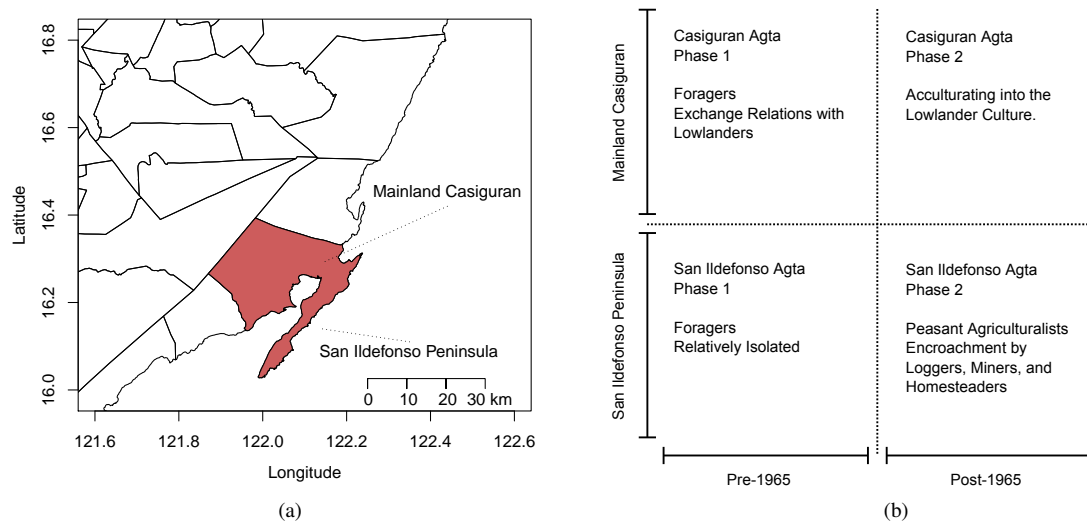 16.8
16.6
16.4
16.2
16.0
Latitude
121.6
121.8
122.0
122.2
122.4
122.6
Longitude
Mainland Casiguran
San Ildefonso Peninsula
0 10 20 30 km
(a)
Mainland Casiguran
San Ildefonso Peninsula
Casiguran Agta
Phase 1
Foragers
Exchange Relations with
Lowlanders
Casiguran Agta
Phase 2
Acculturating into the
Lowlander Culture.
San Ildefonso Agta
Phase 1
Foragers
Relatively Isolated
San Ildefonso Agta
Phase 2
Peasant Agriculturalists
Encroachment by
Loggers, Miners, and
Homesteaders
Pre-1965
Post-1965
(b)